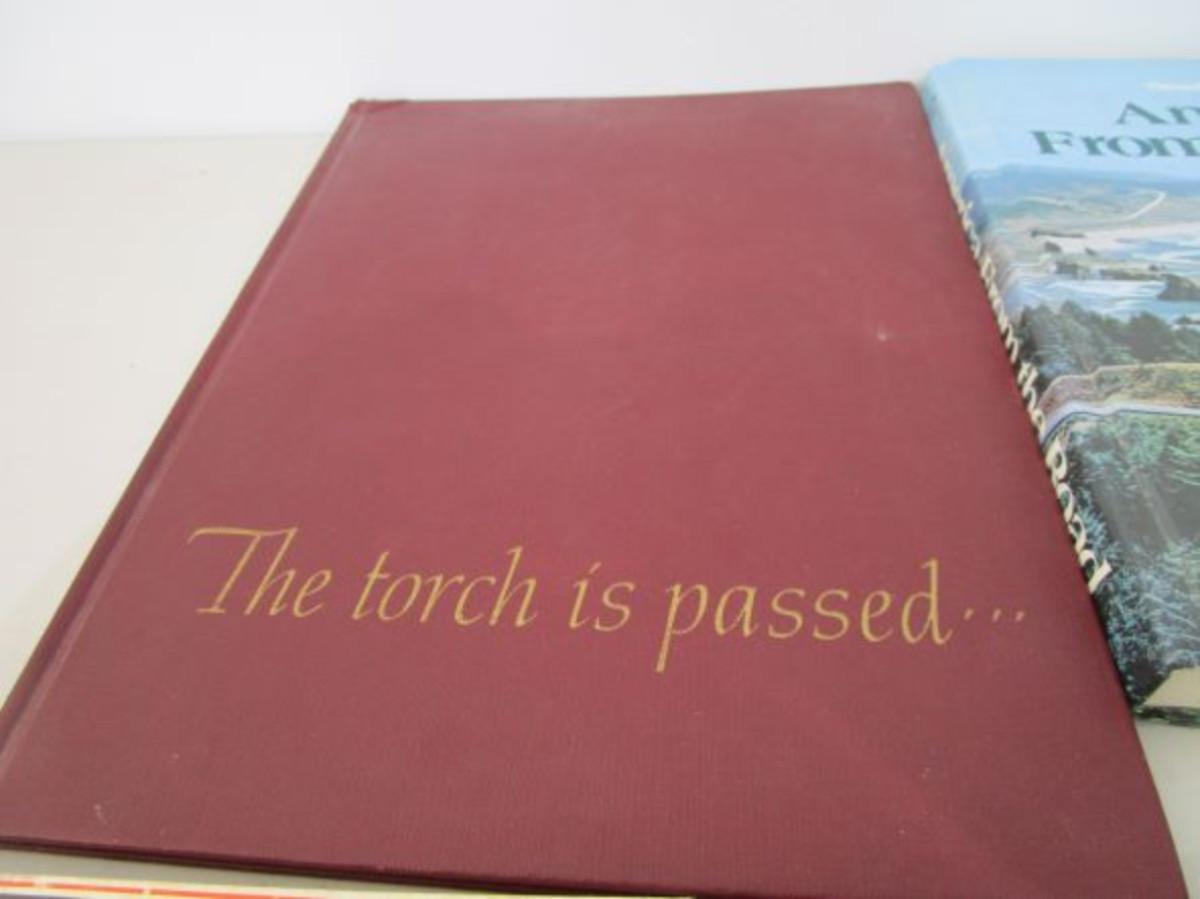 The torch is passed...
From
the Road